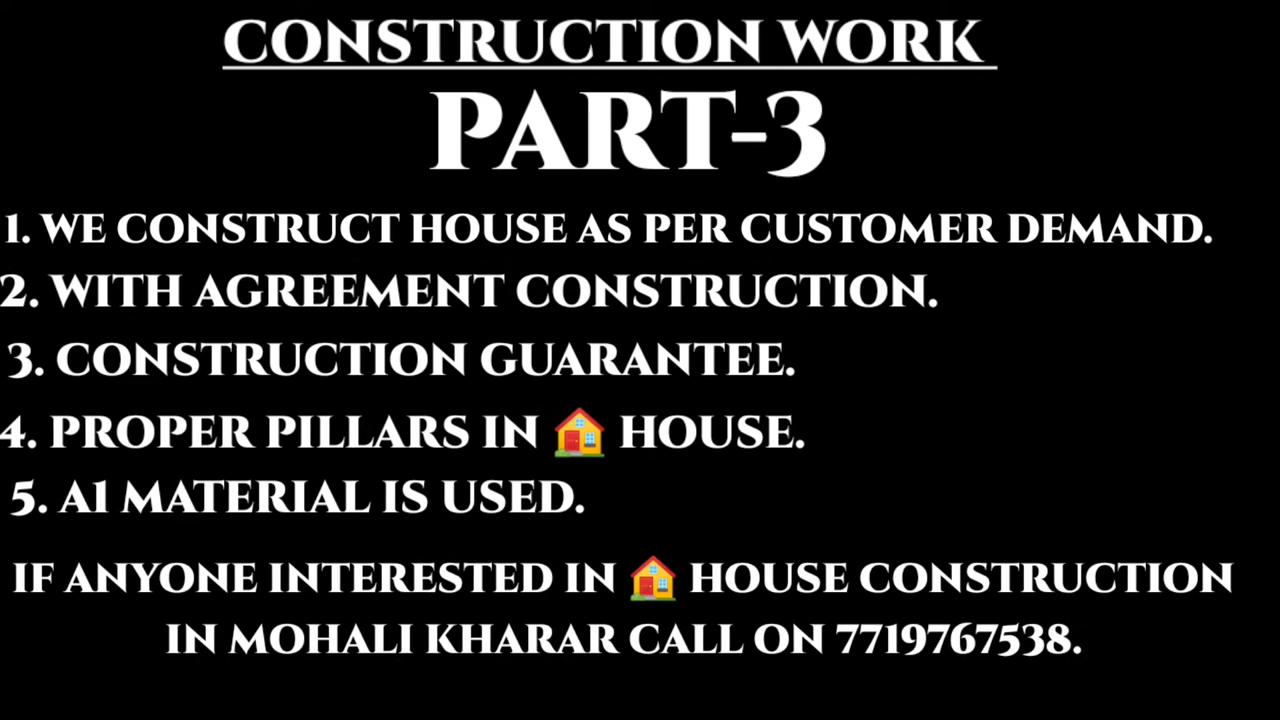 CONSTRUCTION WORK
PART-3
1. WE CONSTRUCT HOUSE AS PER CUSTOMER DEMAND.
2. WITH AGREEMENT CONSTRUCTION.
3. CONSTRUCTION GUARANTEE.
4. PROPER PILLARS IN 🏠 HOUSE.
5. A1 MATERIAL IS USED.
IF ANYONE INTERESTED IN 🏠 HOUSE CONSTRUCTION
IN MOHALI KHARAR CALL ON 7719767538.